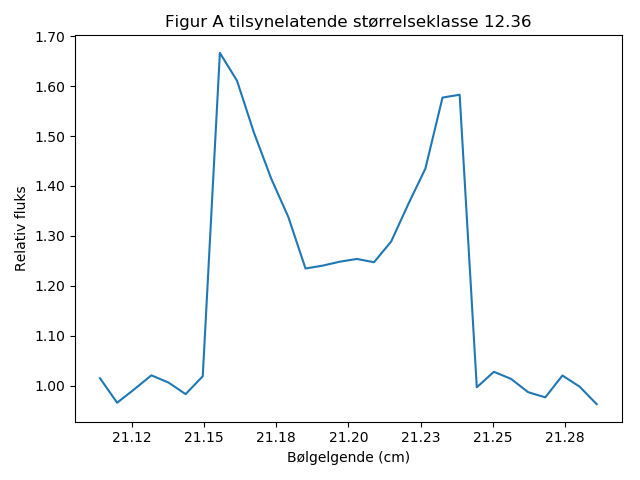 Figur A tilsynelatende størrelseklasse 12.36
1.70
1.60
1.50
1.40
1.30
1.20
1.10
1.00
Relativ fluks
21.12 21.15 21.18 21.20 21.23 21.25 21.28
Bølgelgende (cm)